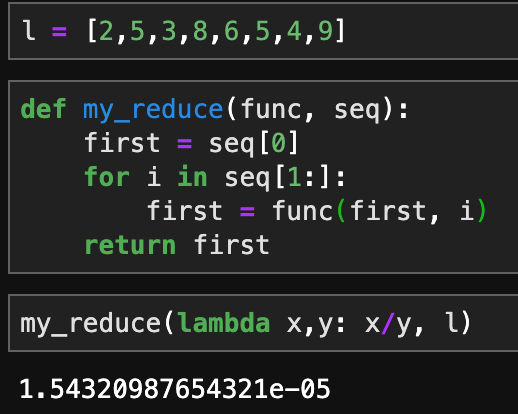 l = [2,5,3,8,6,5,4,9]
def my_reduce(func, seq):
    first = seq[0]
    for i in seq[1:]:
        first = func(first, i)
    return first
my_reduce(lambda x,y: x/y, l)
1.54320987654321e-05